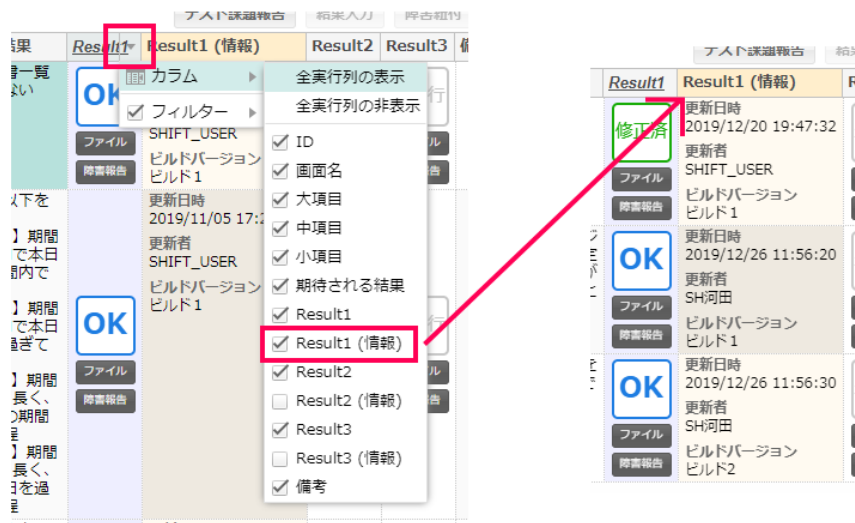 テスト課題報告
結果入力
障害紐付
結果
Result1
Result1 (情報)
Result2
Result3
カラム
フィルター
全実行列の表示
全実行列の非表示
ID
画面名
大項目
中項目
小項目
期待される結果
Result1
Result1 (情報)
Result2
Result2 (情報)
Result3
Result3 (情報)
備考
ファイル
障害報告
SHIFT_USER
ビルドバージョン
ビルド1
以下を
】期間
で本日
間内で
】期間
で本日
過ぎて
】期間
長く、
の期間
】期間
長く、
日を過
OK
ファイル
障害報告
更新日時
2019/11/05 17:2
更新者
SHIFT_USER
ビルドバージョン
ビルド1
テスト課題報告
Result1
Result1 (情報)
修正済
ファイル
障害報告
更新日時
2019/12/20 19:47:32
更新者
SHIFT_USER
ビルドバージョン
ビルド1
OK
ファイル
障害報告
更新日時
2019/12/26 11:56:20
更新者
SH河田
ビルドバージョン
ビルド1
OK
ファイル
障害報告
更新日時
2019/12/26 11:56:30
更新者
SH河田
ビルドバージョン
ビルド2